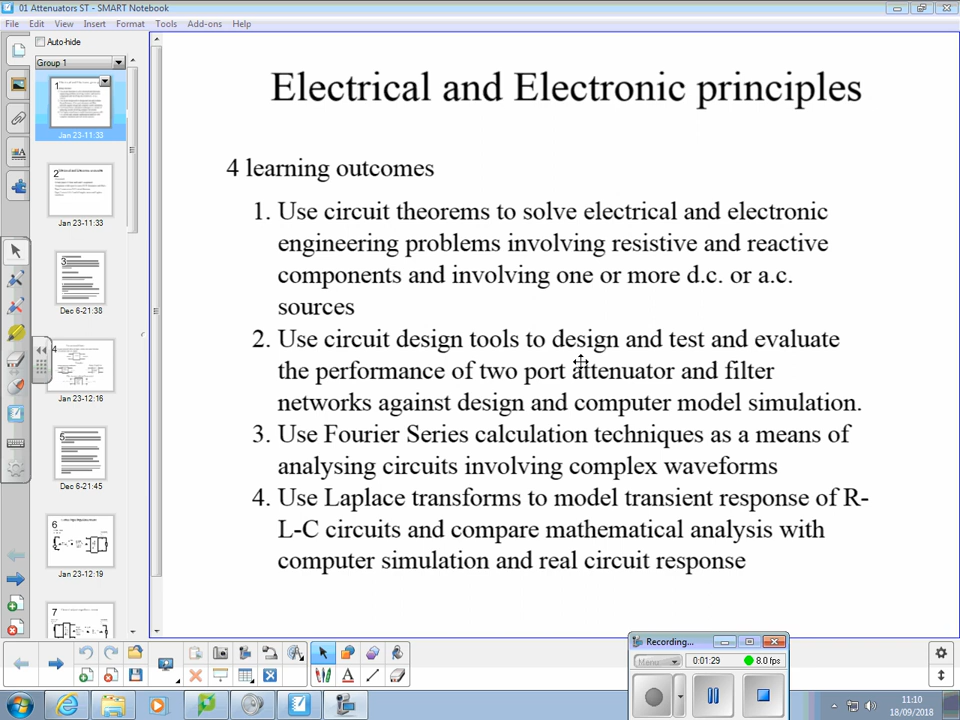 01 Attenuators ST - SMART Notebook
File Edit View Insert Format Tools Add-ons Help
Auto-hide
Group 1
1
Jan 23-11:33
2
Jan 23-11:33
3
Dec 6-21:38
4
Jan 23-12:16
5
Dec 6-21:45
6
Jan 23-12:19
7
Electrical and Electronic principles
4 learning outcomes
1. Use circuit theorems to solve electrical and electronic
engineering problems involving resistive and reactive
components and involving one or more d.c. or a.c.
sources
2. Use circuit design tools to design and test and evaluate
the performance of two port attenuator and filter
networks against design and computer model simulation.
3. Use Fourier Series calculation techniques as a means of
analysing circuits involving complex waveforms
4. Use Laplace transforms to model transient response of R-
L-C circuits and compare mathematical analysis with
computer simulation and real circuit response
Recording...
Menu
0:01:29
8.0 fps
11:10
18/09/2018